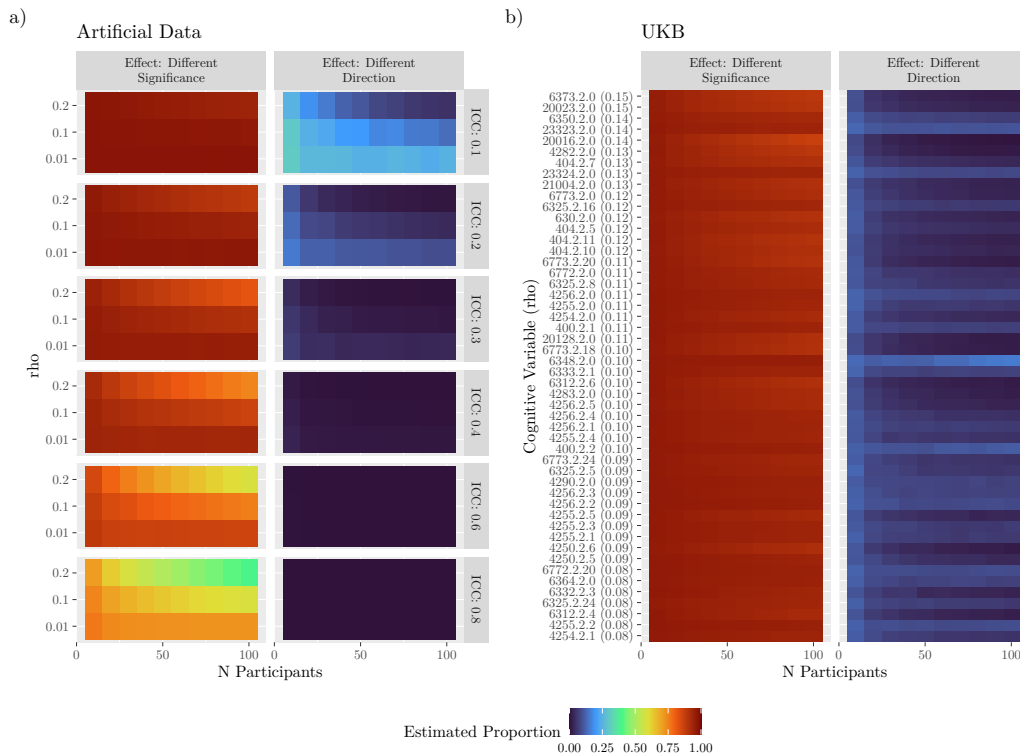 a)
Artificial Data
Effect: Different
Significance
Effect: Different
Direction
rho
0.2
0.1
0.01
ICC: 0.1
0.2
0.1
0.01
ICC: 0.2
0.2
0.1
0.01
ICC: 0.3
0.2
0.1
0.01
ICC: 0.4
0.2
0.1
0.01
ICC: 0.6
0.2
0.1
0.01
ICC: 0.8
0 50 100 0 50 100
N Participants
b)
UKB
Effect: Different
Significance
Effect: Different
Direction
Cognitive Variable (rho)
6373.2.0 (0.15)
20023.2.0 (0.15)
6350.2.0 (0.14)
23323.2.0 (0.14)
20016.2.0 (0.14)
4282.2.0 (0.13)
404.2.7 (0.13)
23324.2.0 (0.13)
21004.2.0 (0.13)
6773.2.0 (0.12)
6325.2.16 (0.12)
630.2.0 (0.12)
404.2.5 (0.12)
404.2.11 (0.12)
404.2.10 (0.12)
6773.2.20 (0.11)
6772.2.0 (0.11)
6325.2.8 (0.11)
4256.2.0 (0.11)
4255.2.0 (0.11)
4254.2.0 (0.11)
400.2.1 (0.11)
20128.2.0 (0.11)
6773.2.18 (0.10)
6348.2.0 (0.10)
6333.2.1 (0.10)
6312.2.6 (0.10)
4283.2.0 (0.10)
4256.2.5 (0.10)
4256.2.4 (0.10)
4256.2.1 (0.10)
4255.2.4 (0.10)
400.2.2 (0.10)
6773.2.24 (0.09)
6325.2.5 (0.09)
4290.2.0 (0.09)
4256.2.3 (0.09)
4256.2.2 (0.09)
4255.2.5 (0.09)
4255.2.3 (0.09)
4255.2.1 (0.09)
4250.2.6 (0.09)
4250.2.5 (0.09)
6772.2.20 (0.08)
6364.2.0 (0.08)
6332.2.3 (0.08)
6325.2.24 (0.08)
6312.2.4 (0.08)
4255.2.2 (0.08)
4254.2.1 (0.08)
0 50 100 0 50 100
N Participants
Estimated Proportion
0.00 0.25 0.50 0.75 1.00